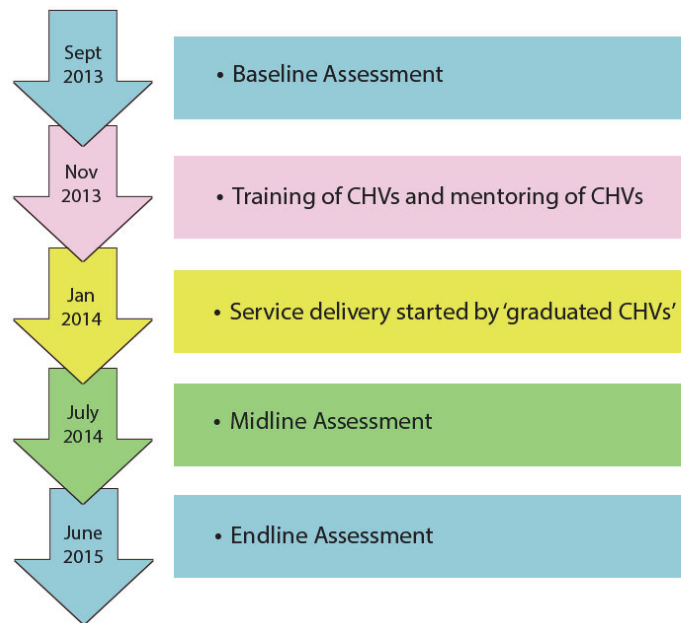 Sept
2013
• Baseline Assessment
Nov
2013
• Training of CHVs and mentoring of CHVs
Jan
2014
• Service delivery started by ‘graduated CHVs’
July
2014
• Midline Assessment
June
2015
• Endline Assessment